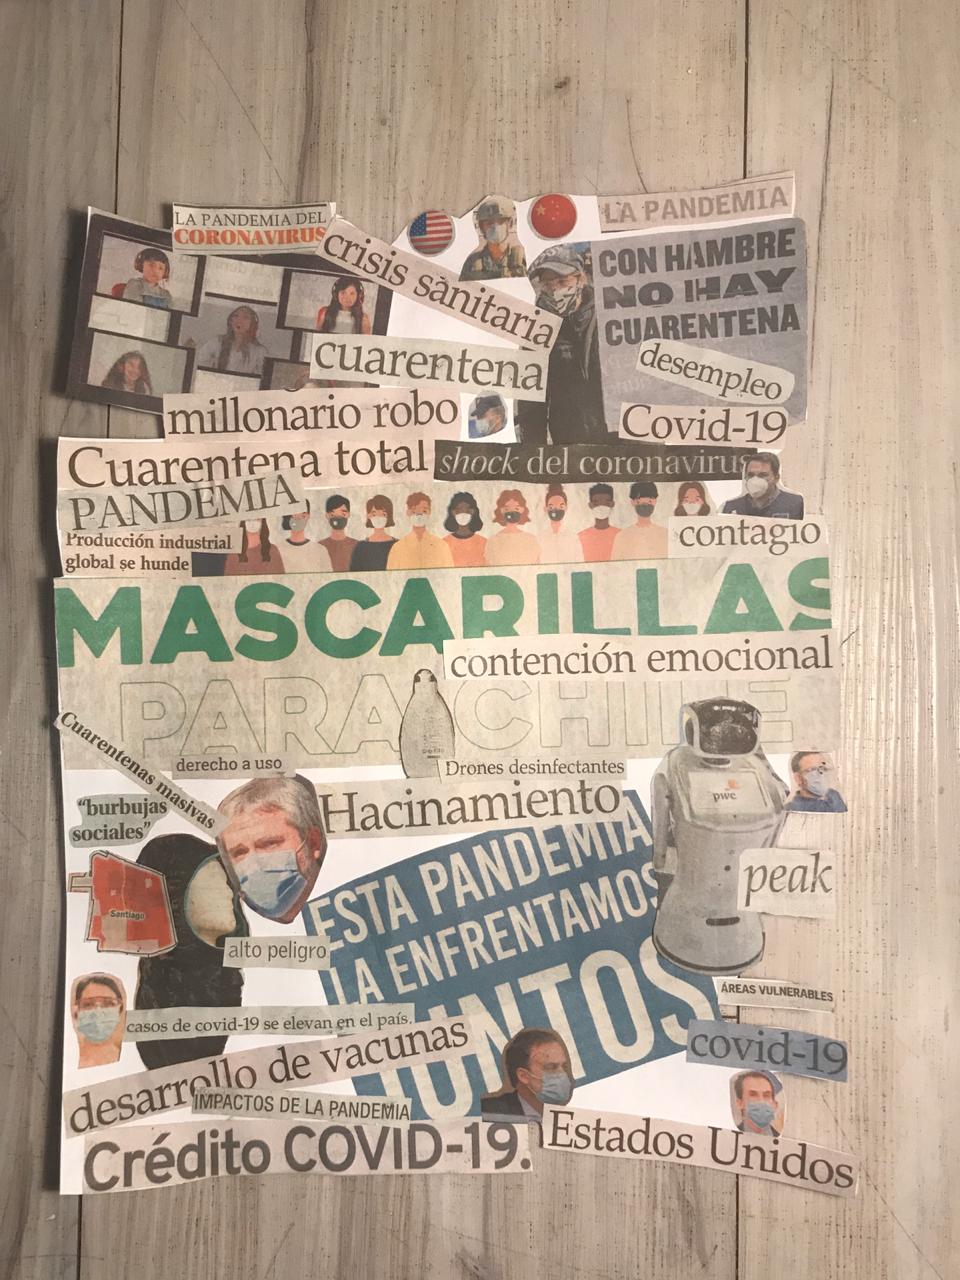 LA PANDEMIA DEL
CORONAVIRUS
LA PANDEMIA
crisis sanitaria
CON HAMBRE
NO HAY
CUARENTENA
cuarentena
desempleo
millonario robo
Covid-19
Cuarentena total
shock del coronavirus
PANDEMIA
Producción industrial
global se hunde
contagio
MASCARILLAS
contención emocional
PARA CHILE
Cuarentenas masivas
derecho a uso
Drones desinfectantes
"burbujas
sociales"
Hacinamiento
pwc
ESTA PANDEMIA
LA ENFRENTAMOS
JUNTOS
peak
Santiago
alto peligro
ÁREAS VULNERABLES
casos de covid-19 se elevan en el país.
covid-19
desarrollo de vacunas
IMPACTOS DE LA PANDEMIA
Crédito COVID-19.
Estados Unidos